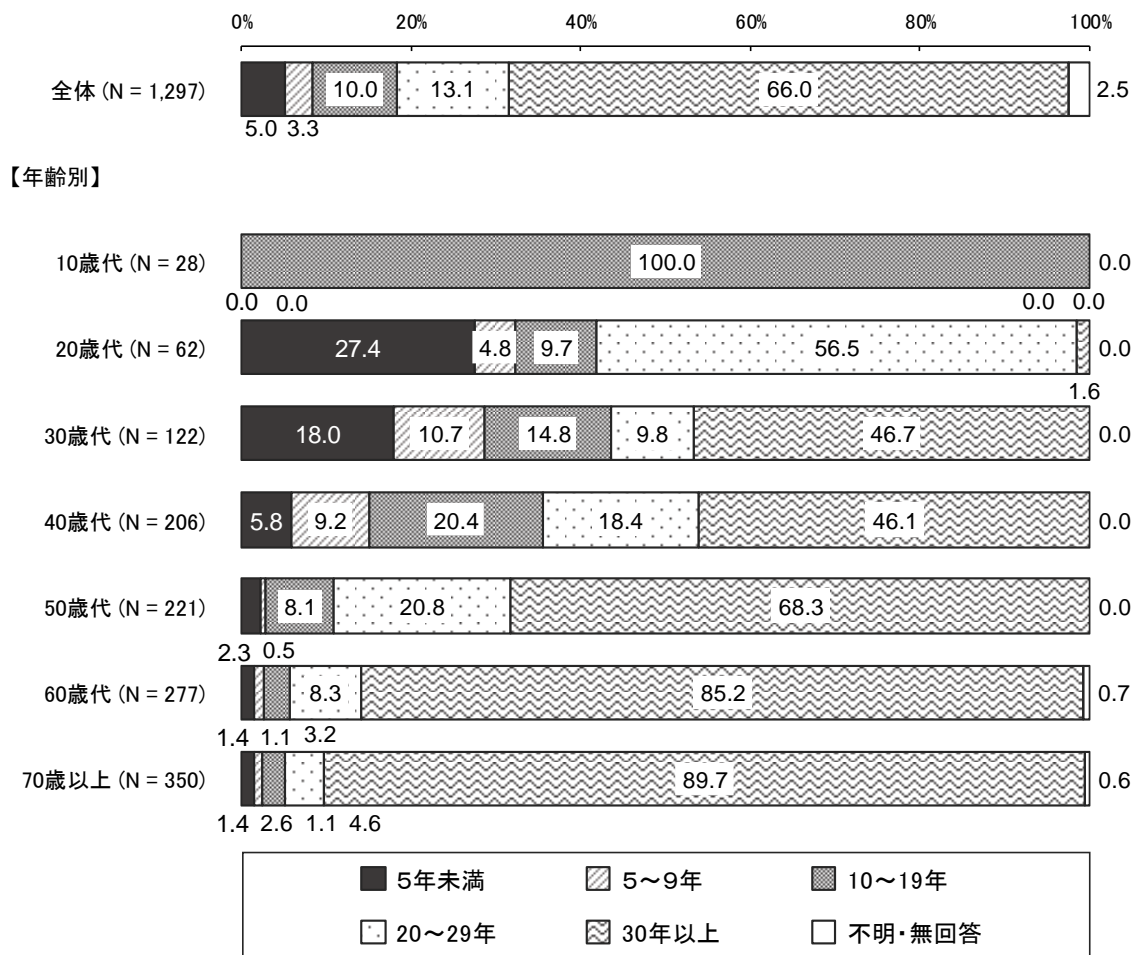 0% 20% 40% 60% 80% 100%
全体 (N = 1,297) 10.0 13.1 66.0 2.5
5.0 3.3
【年齢別】
10歳代 (N = 28) 100.0 0.0
0.0 0.0 0.0 0.0
20歳代 (N = 62) 27.4 4.8 9.7 56.5 0.0
1.6
30歳代 (N = 122) 18.0 10.7 14.8 9.8 46.7 0.0
40歳代 (N = 206) 5.8 9.2 20.4 18.4 46.1 0.0
50歳代 (N = 221) 8.1 20.8 68.3 0.0
2.3 0.5
60歳代 (N = 277) 8.3 85.2 0.7
1.4 1.1 3.2
70歳以上 (N = 350) 89.7 0.6
1.4 2.6 1.1 4.6
5年未満 5～9年 10～19年
20～29年 30年以上 不明・無回答